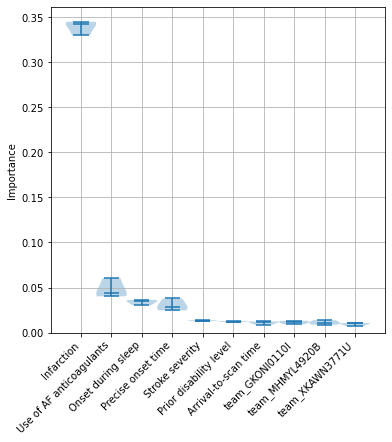 0.35
0.30
0.25
0.20
0.15
0.10
0.05
0.00
Importance
Infarction
Use of AF anticoagulants
Onset during sleep
Precise onset time
Stroke severity
Prior disability level
Arrival-to-scan time
team_GKONI0110I
team_MHMYL4920B
team_XKAWN3771U